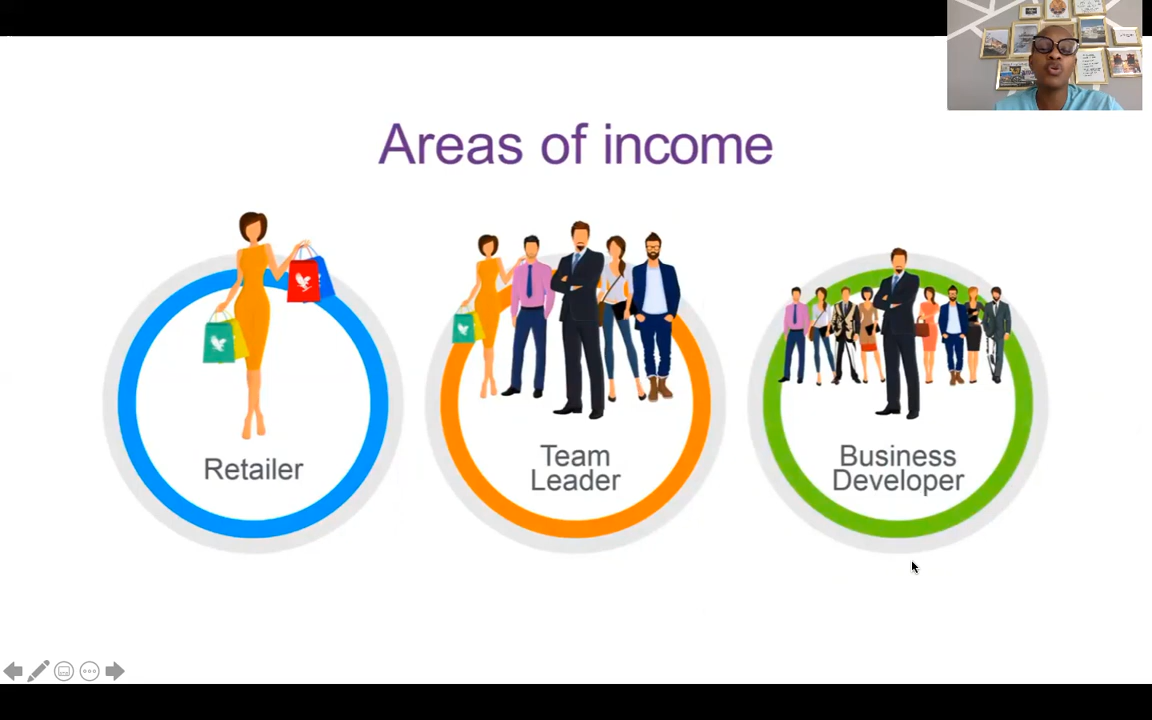 Areas of income
Retailer
Team
Leader
Business
Developer